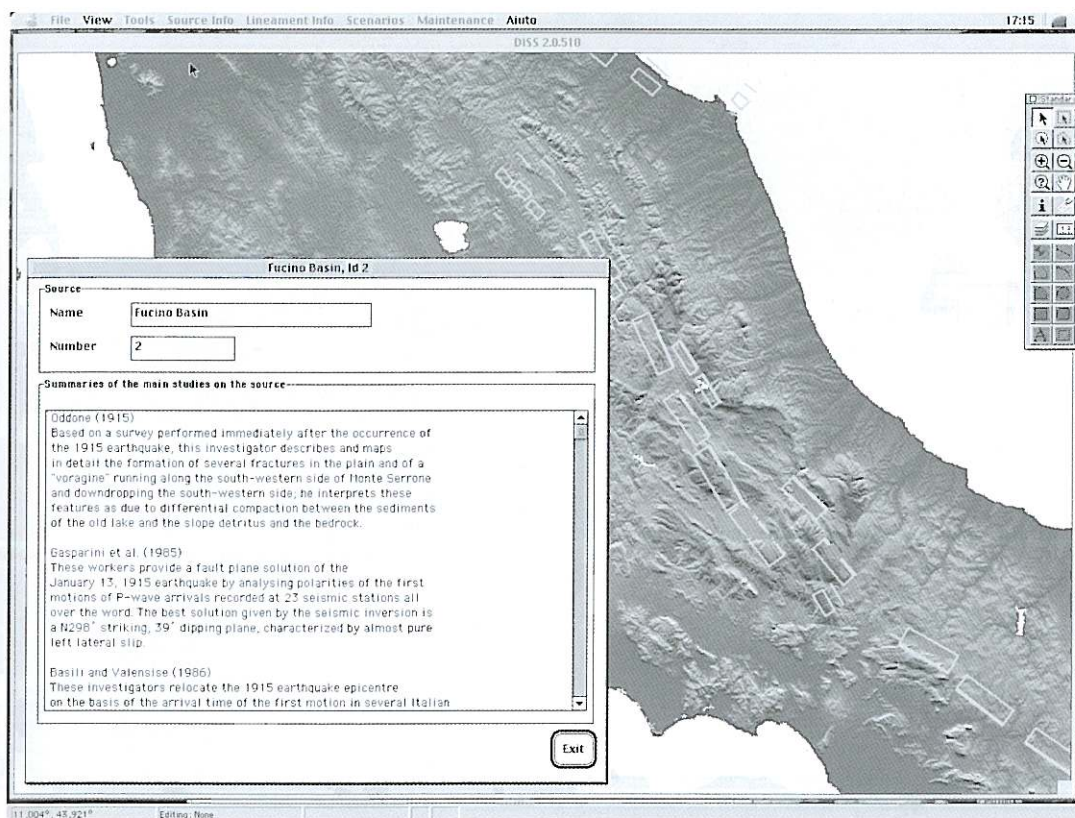 File View Tools Source Info Lineament Info Scenarios Maintenance Aiuto 17:15
DISS 2.0.510
Fucino Basin, Id 2
Source
Name Fucino Basin
Number 2
Summaries of the main studies on the source
Oddone (1915)
Based on a survey performed immediately after the occurrence of
the 1915 earthquake, this investigator describes and maps
in detail the formation of several fractures in the plain and of a
"voragine" running along the south-western side of Monte Serrone
and downdropping the south-western side; he interprets these
features as due to differential compaction between the sediments
of the old lake and the slope detritus and the bedrock.
Gasparini et al. (1985)
These workers provide a fault plane solution of the
January 13, 1915 earthquake by analysing polarities of the first
motions of P-wave arrivals recorded at 23 seismic stations all
over the word. The best solution given by the seismic inversion is
a N298° striking, 39° dipping plane, characterized by almost pure
left lateral slip.
Basili and Valensise (1986)
These investigators relocate the 1915 earthquake epicentre
on the basis of the arrival time of the first motion in several Italian
Exit
Standar
A
11.004°, 43.921° Editing: None